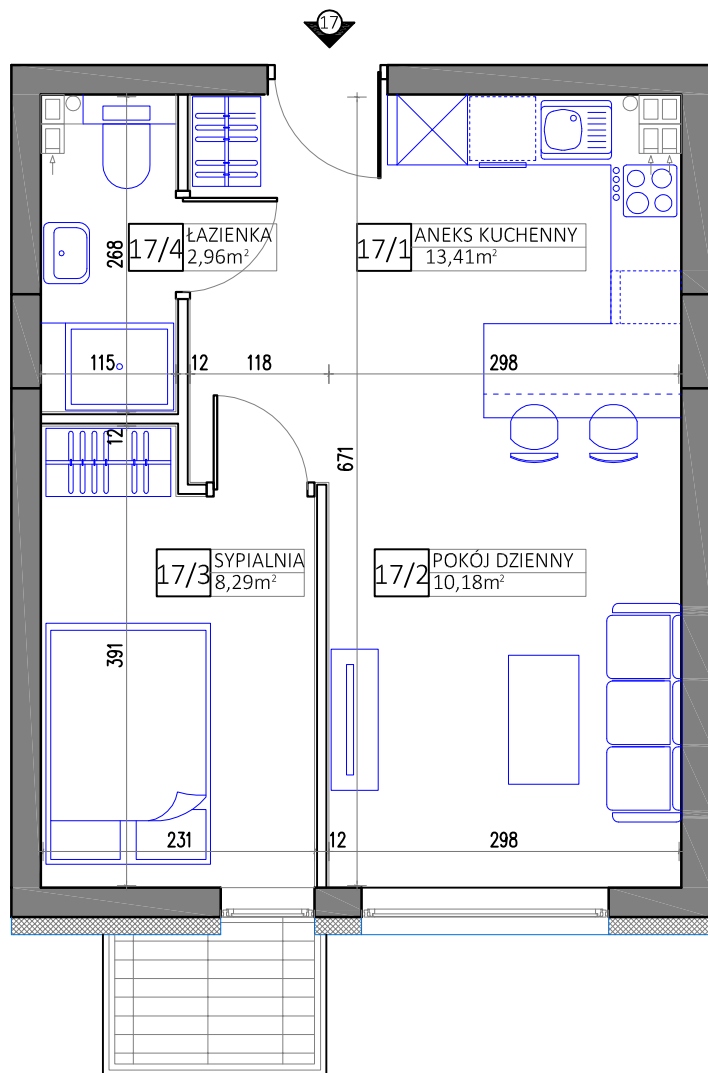 17
17/4 ŁAZIENKA
2,96m²
17/1 ANEKS KUCHENNY
13,41m²
268
115
12
118
298
12
671
17/3 SYPIALNIA
8,29m²
17/2 POKÓJ DZIENNY
10,18m²
391
231
12
298